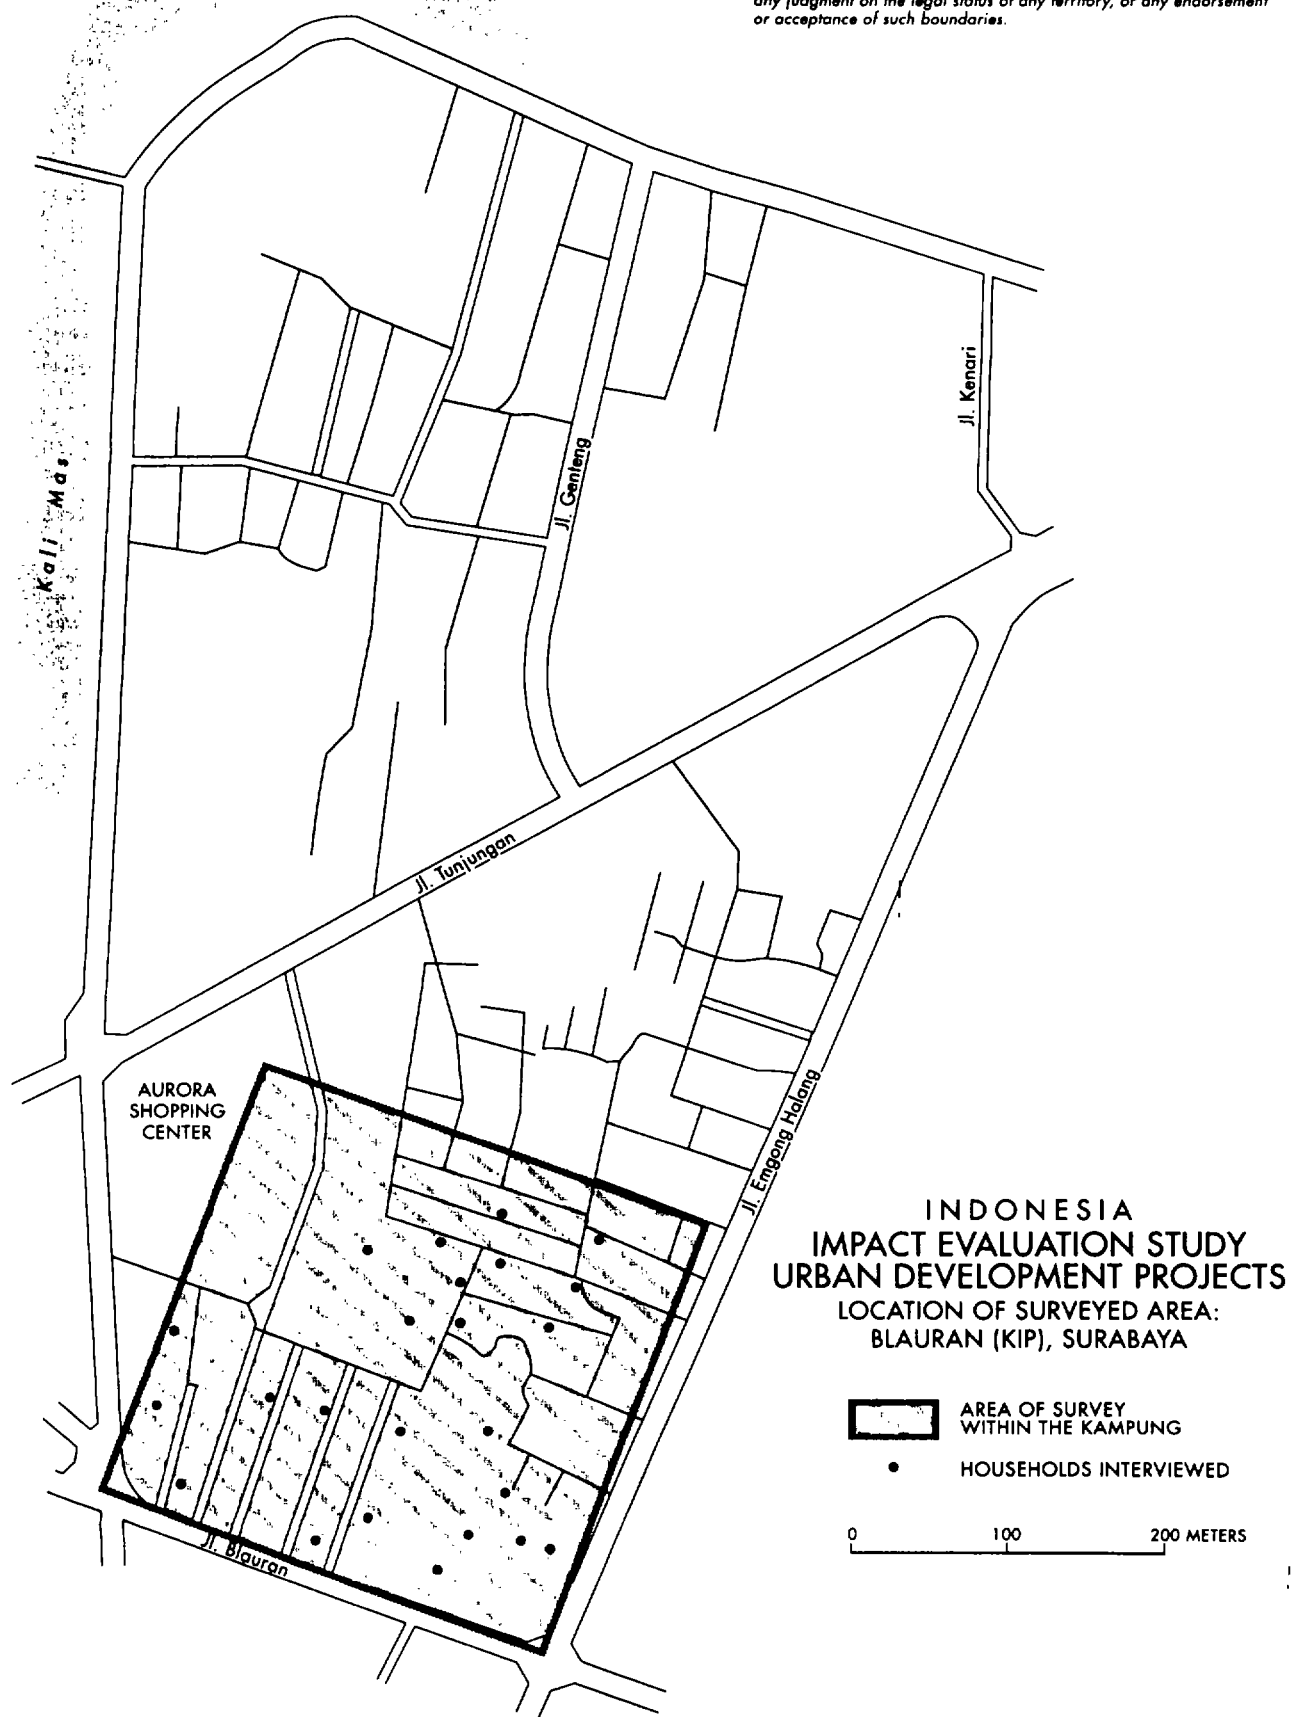 any judgment on the legal status of any territory, or any endorsement
or acceptance of such boundaries.
Jl. Kenari
Jl. Genteng
Kali Mas
Jl. Tunjungan
AURORA
SHOPPING
CENTER
Jl. Emgong Halang
Jl. Blauran
INDONESIA
IMPACT EVALUATION STUDY
URBAN DEVELOPMENT PROJECTS
LOCATION OF SURVEYED AREA:
BLAURAN (KIP), SURABAYA
AREA OF SURVEY
WITHIN THE KAMPUNG
HOUSEHOLDS INTERVIEWED
0 100 200 METERS